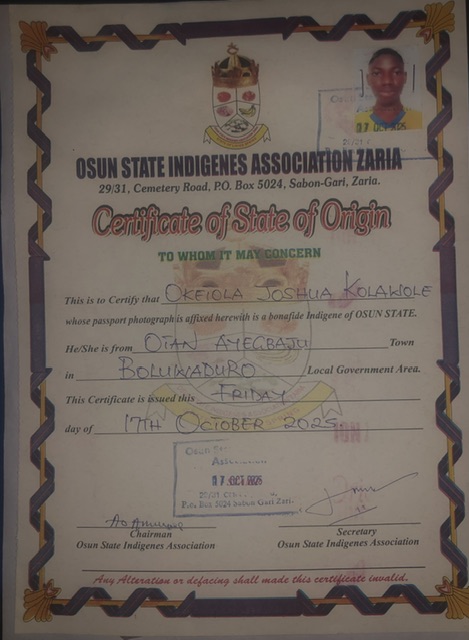 OSUN STATE INDIGENES ASSOCIATION ZARIA
29/31, Cemetery Road, P.O. Box 5024, Sabon-Gari, Zaria.
Certificate of State of Origin
TO WHOM IT MAY CONCERN
This is to Certify that OKEIOLA JOSHUA KOLAWOLE
whose passport photograph is affixed herewith is a bonafide Indigene of OSUN STATE.
He/She is from OTAN AYEGBAJU Town
in BOLUWADURO Local Government Area.
This Certificate is issued this FRIDAY
day of 17TH OCTOBER 2025
17 OCT 2025
P.o. Box 5024 Sabon Gari Zari.
Chairman
Osun State Indigenes Association
Secretary
Osun State Indigenes Association
Any Alteration or defacing shall made this certificate invalid.